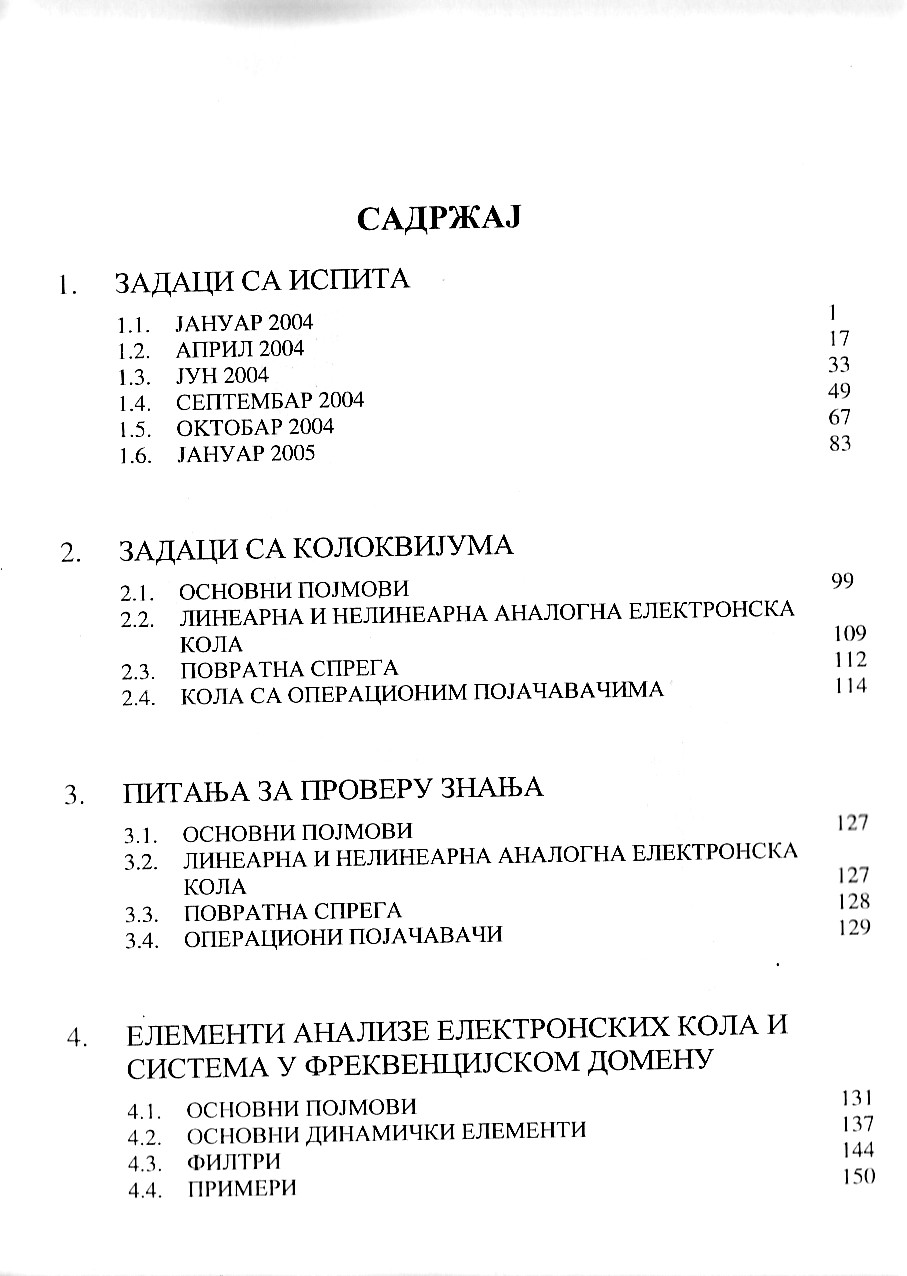 САДРЖАЈ
1. ЗАДАЦИ СА ИСПИТА
1.1. ЈАНУАР 2004 1
1.2. АПРИЛ 2004 17
1.3. ЈУН 2004 33
1.4. СЕПТЕМБАР 2004 49
1.5. ОКТОБАР 2004 67
1.6. ЈАНУАР 2005 83
2. ЗАДАЦИ СА КОЛОКВИЈУМА
2.1. ОСНОВНИ ПОЈМОВИ 99
2.2. ЛИНЕАРНА И НЕЛИНЕАРНА АНАЛОГНА ЕЛЕКТРОНСКА
КОЛА 109
2.3. ПОВРАТНА СПРЕГА 112
2.4. КОЛА СА ОПЕРАЦИОНИМ ПОЈАЧАВАЧИМА 114
3. ПИТАЊА ЗА ПРОВЕРУ ЗНАЊА
3.1. ОСНОВНИ ПОЈМОВИ 127
3.2. ЛИНЕАРНА И НЕЛИНЕАРНА АНАЛОГНА ЕЛЕКТРОНСКА
КОЛА 127
3.3. ПОВРАТНА СПРЕГА 128
3.4. ОПЕРАЦИОНИ ПОЈАЧАВАЧИ 129
4. ЕЛЕМЕНТИ АНАЛИЗЕ ЕЛЕКТРОНСКИХ КОЛА И
СИСТЕМА У ФРЕКВЕНЦИЈСКОМ ДОМЕНУ
4.1. ОСНОВНИ ПОЈМОВИ 131
4.2. ОСНОВНИ ДИНАМИЧКИ ЕЛЕМЕНТИ 137
4.3. ФИЛТРИ 144
4.4. ПРИМЕРИ 150